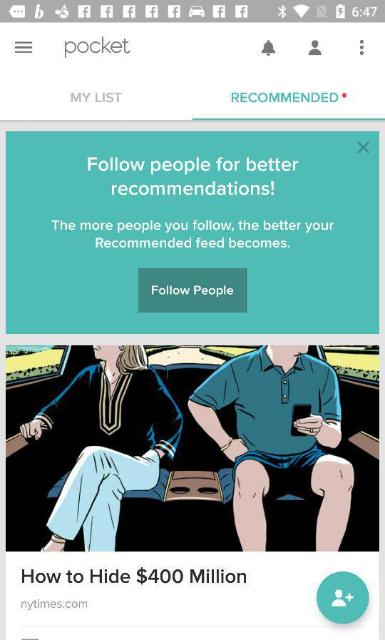 6:47
pocket
MY LIST
RECOMMENDED
Follow people for better
recommendations!
The more people you follow, the better your
Recommended feed becomes.
Follow People
How to Hide $400 Million
nytimes.com